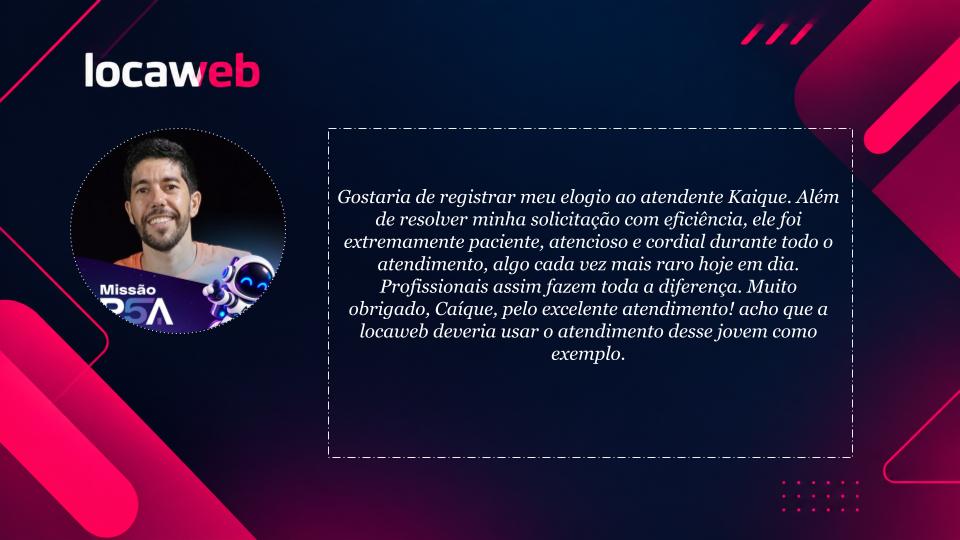 locaweb
Missão
R5A
Gostaria de registrar meu elogio ao atendente Kaique. Além
de resolver minha solicitação com eficiência, ele foi
extremamente paciente, atencioso e cordial durante todo o
atendimento, algo cada vez mais raro hoje em dia.
Profissionais assim fazem toda a diferença. Muito
obrigado, Caíque, pelo excelente atendimento! acho que a
locaweb deveria usar o atendimento desse jovem como
exemplo.